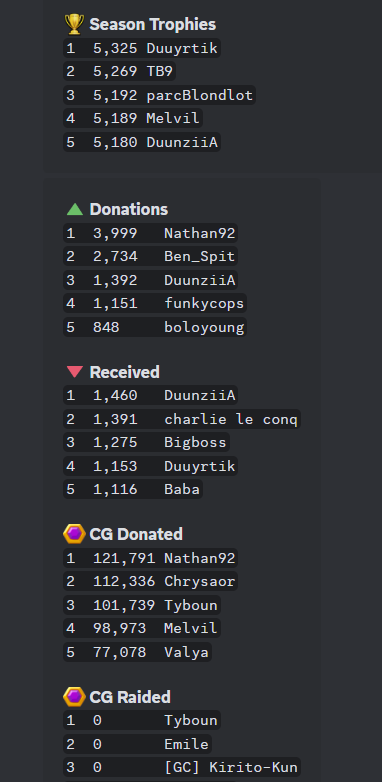 Season Trophies
1 5,325 Duuyrtik
2 5,269 TB9
3 5,192 parcBlondlot
4 5,189 Melvil
5 5,180 DuunziiA
Donations
1 3,999 Nathan92
2 2,734 Ben_Spit
3 1,392 DuunziiA
4 1,151 funkycops
5 848 boloyoung
Received
1 1,460 DuunziiA
2 1,391 charlie le conq
3 1,275 Bigboss
4 1,153 Duuyrtik
5 1,116 Baba
CG Donated
1 121,791 Nathan92
2 112,336 Chrysaor
3 101,739 Tyboun
4 98,973 Melvil
5 77,078 Valya
CG Raided
1 0 Tyboun
2 0 Emile
3 0 [GC] Kirito-Kun